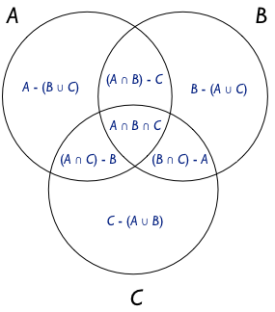 A
B
A - (B ∪ C)
(A ∩ B) - C
B - (A ∪ C)
A ∩ B ∩ C
(A ∩ C) - B
(B ∩ C) - A
C - (A ∪ B)
C